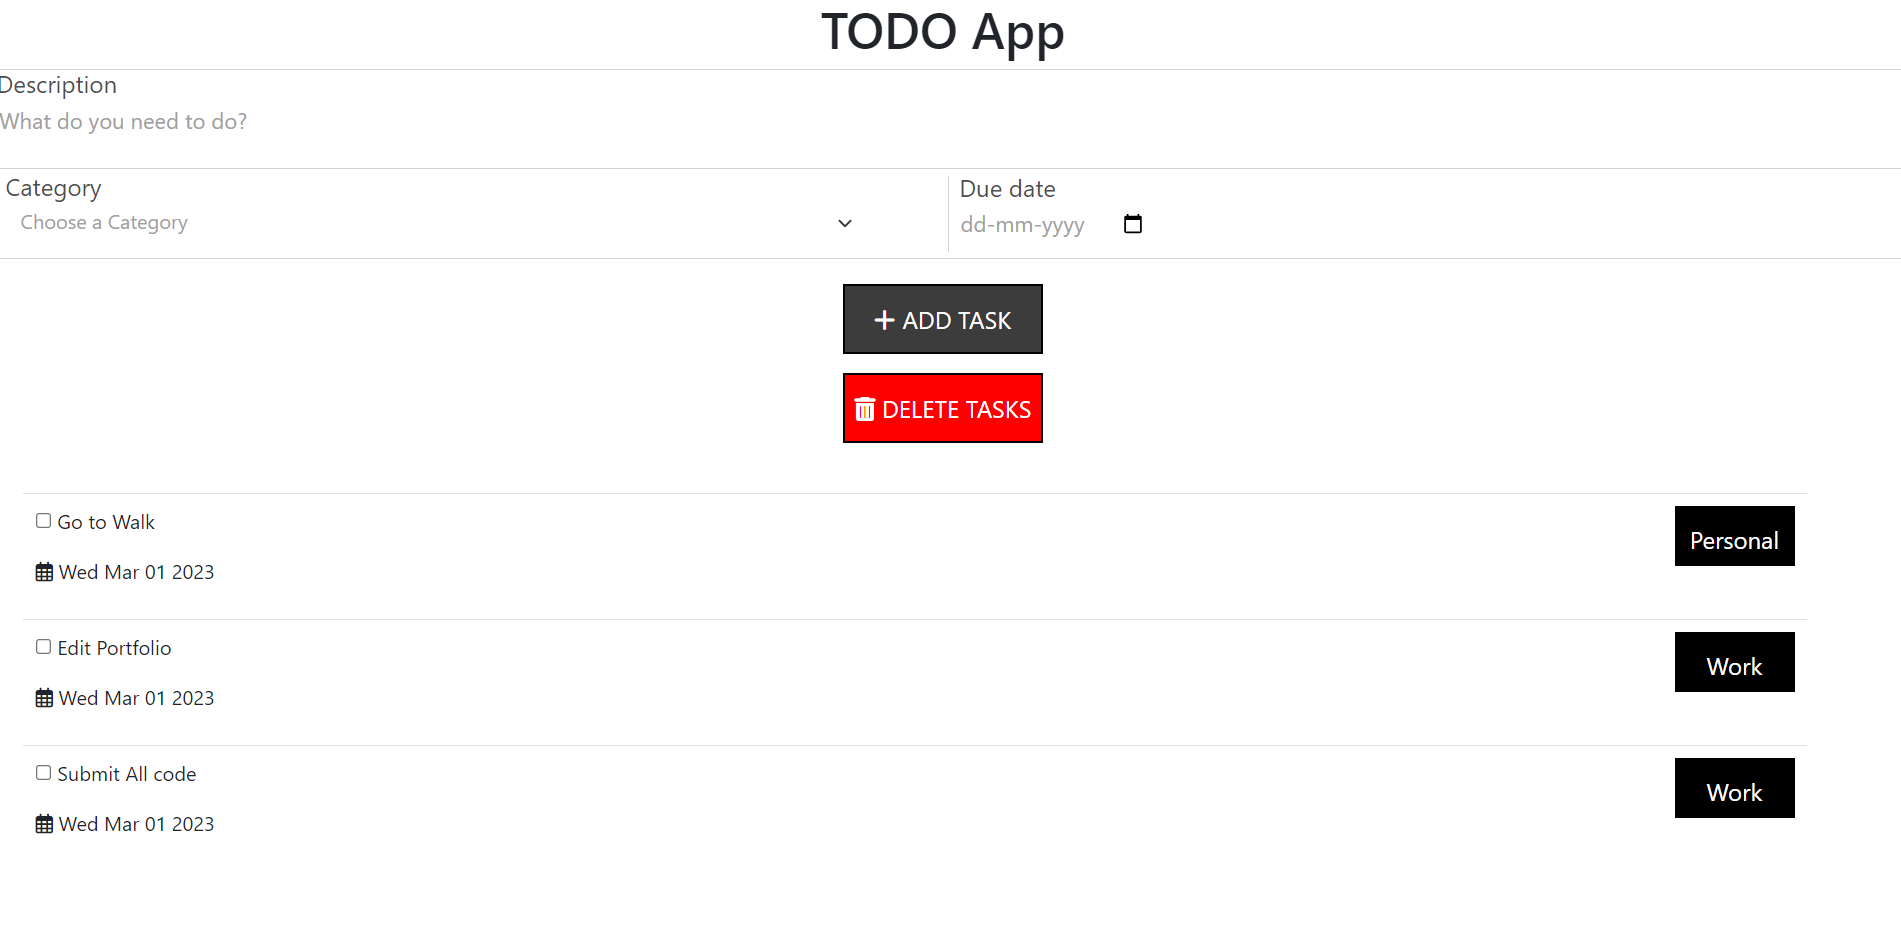 TODO App
Description
What do you need to do?
Category
Choose a Category
Due date
dd-mm-yyyy
ADD TASK
DELETE TASKS
Go to Walk
Personal
Wed Mar 01 2023
Edit Portfolio
Work
Wed Mar 01 2023
Submit All code
Work
Wed Mar 01 2023